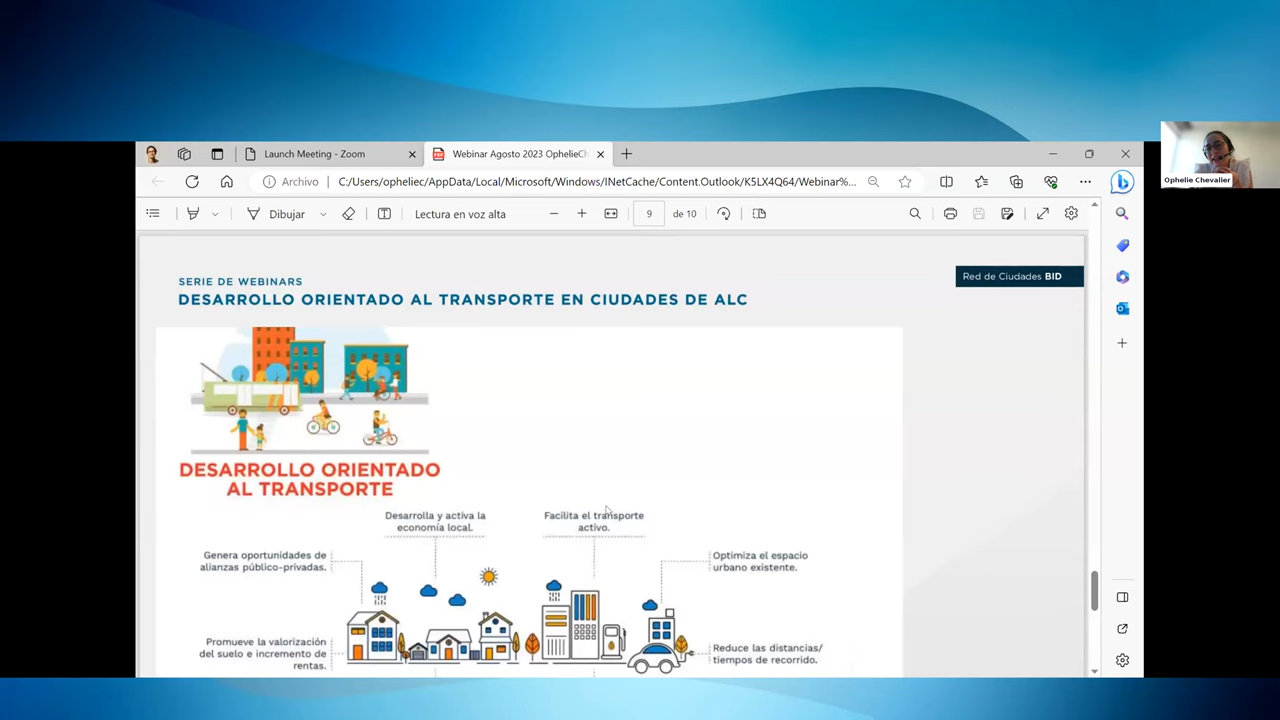 Launch Meeting - Zoom
Webinar Agosto 2023 OphelieCh
Archivo
C:/Users/opheliec/AppData/Local/Microsoft/Windows/INetCache/Content.Outlook/K5LX4Q64/Webinar%...
Dibujar
Lectura en voz alta
9
de 10
Ophelie Chevalier
SERIE DE WEBINARS
DESARROLLO ORIENTADO AL TRANSPORTE EN CIUDADES DE ALC
Red de Ciudades BID
DESARROLLO ORIENTADO
AL TRANSPORTE
Desarrolla y activa la
economía local.
Facilita el transporte
activo.
Genera oportunidades de
alianzas público-privadas.
Optimiza el espacio
urbano existente.
Promueve la valorización
del suelo e incremento de
rentas.
Reduce las distancias/
tiempos de recorrido.